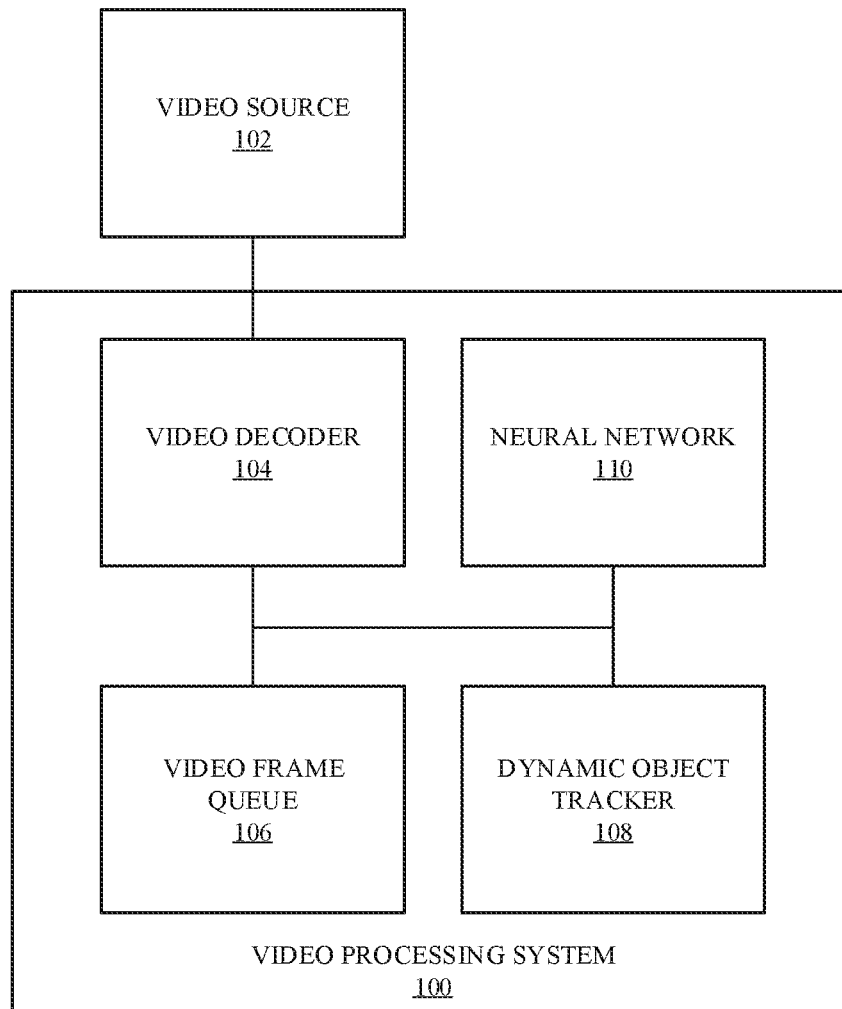 VIDEO SOURCE
102
VIDEO DECODER
104
NEURAL NETWORK
110
VIDEO FRAME
QUEUE
106
DYNAMIC OBJECT
TRACKER
108
VIDEO PROCESSING SYSTEM
100